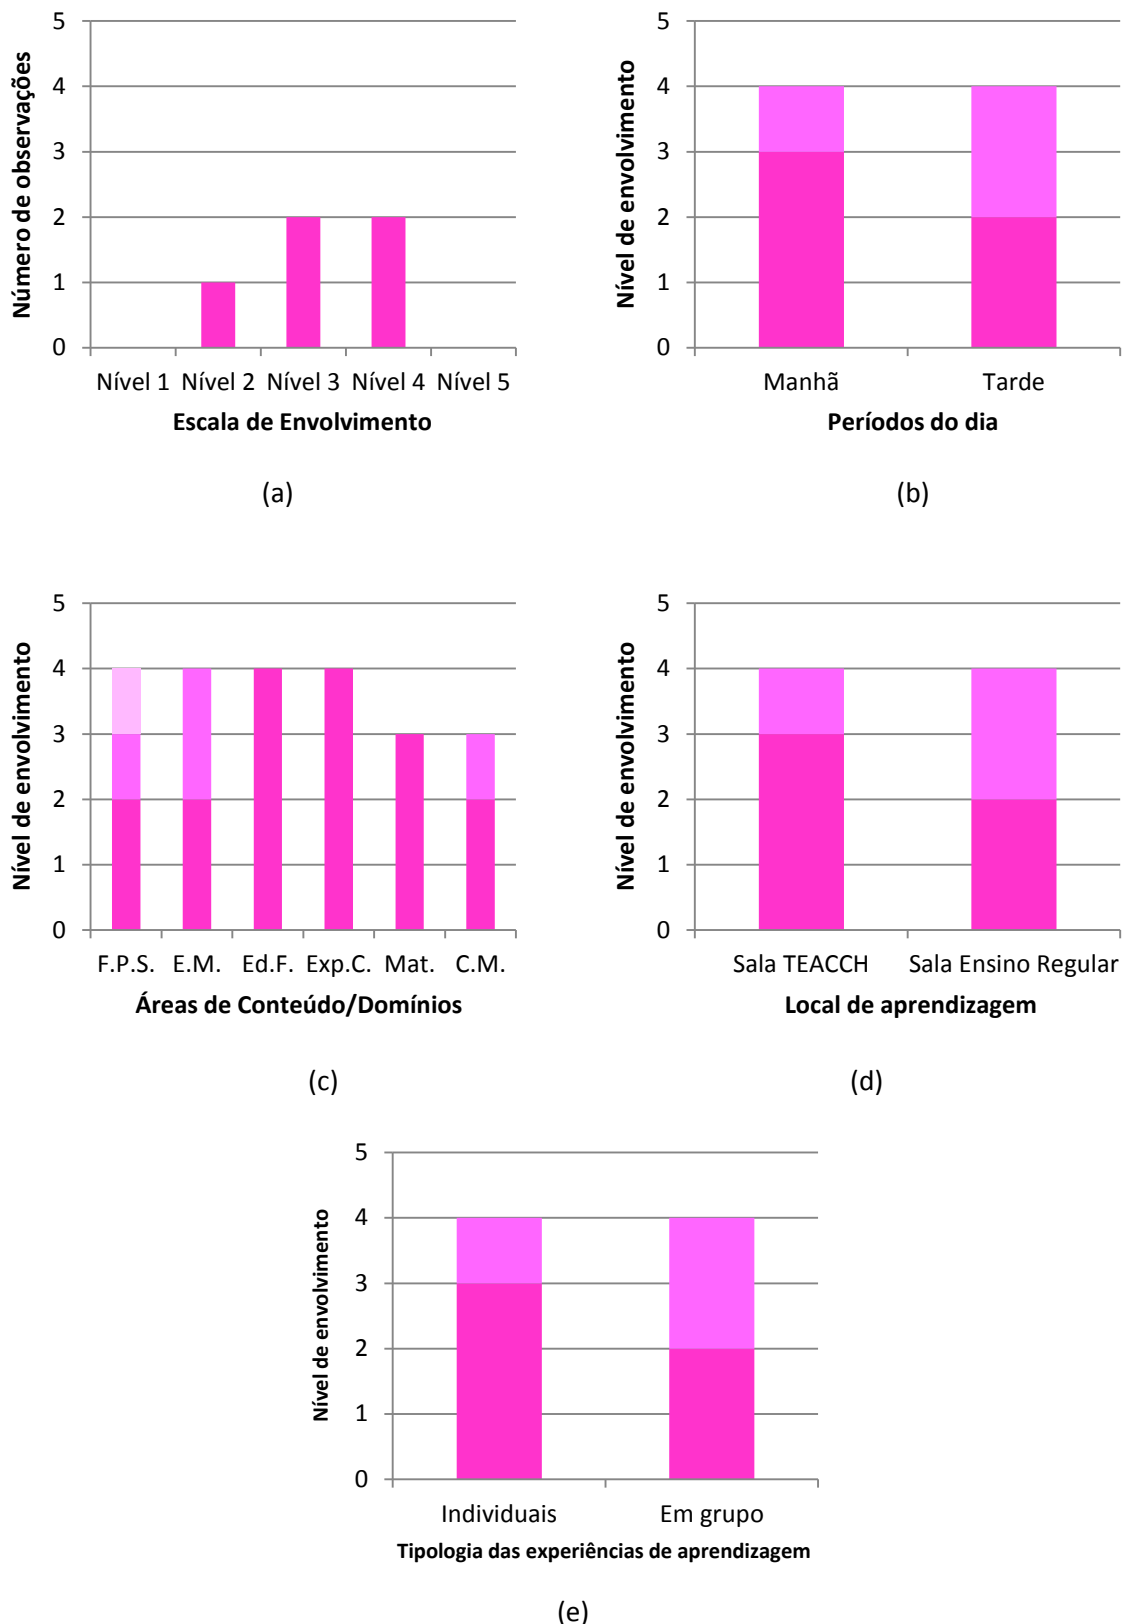 5
4
3
2
1
0
Número de observações
Nível 1 Nível 2 Nível 3 Nível 4 Nível 5
Escala de Envolvimento
(a)
5
4
3
2
1
0
Nível de envolvimento
Manhã Tarde
Períodos do dia
(b)
5
4
3
2
1
0
Nível de envolvimento
F.P.S. E.M. Ed.F. Exp.C. Mat. C.M.
Áreas de Conteúdo/Domínios
(c)
5
4
3
2
1
0
Nível de envolvimento
Sala TEACCH Sala Ensino Regular
Local de aprendizagem
(d)
5
4
3
2
1
0
Nível de envolvimento
Individuais Em grupo
Tipologia das experiências de aprendizagem
(e)